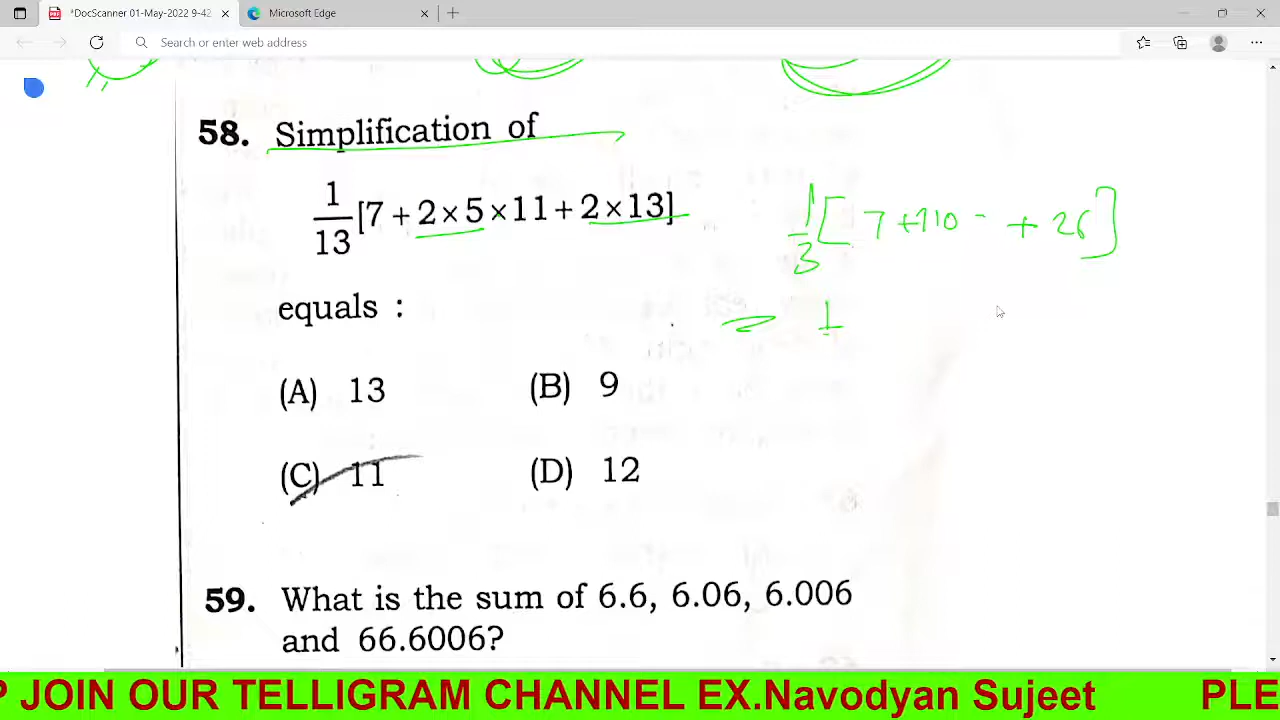 *DocScanner 01-May-2022 9-42
Microsoft Edge
Search or enter web address
58. Simplification of
1/13 [7 + 2 × 5 × 11 + 2 × 13]
1/3 [ 7 + 110 + 26 ]
equals :
= 1
(A) 13 (B) 9
(C) 11 (D) 12
59. What is the sum of 6.6, 6.06, 6.006
and 66.6006?
P JOIN OUR TELLIGRAM CHANNEL EX.Navodyan Sujeet PLE